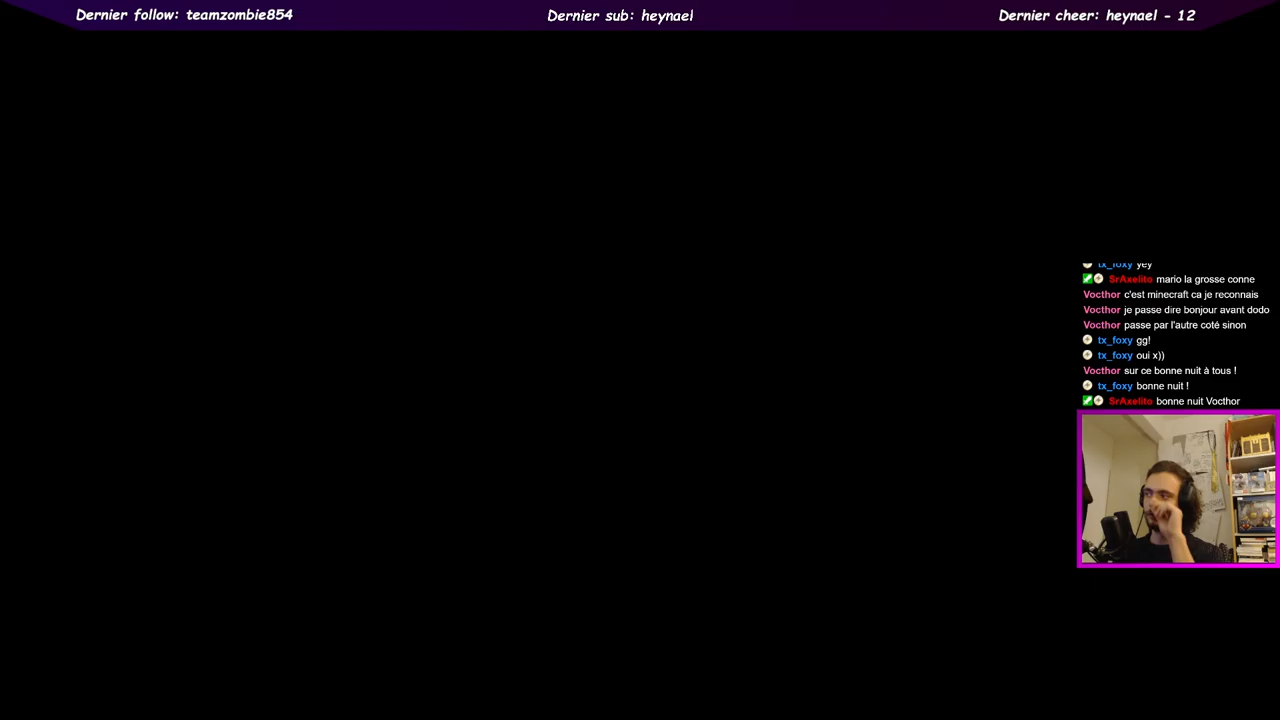 Dernier follow: teamzombie854
Dernier sub: heynael
Dernier cheer: heynael - 12
tx_foxy yey
SrAxelito mario la grosse conne
Vocthor c'est minecraft ca je reconnais
Vocthor je passe dire bonjour avant dodo
Vocthor passe par l'autre coté sinon
tx_foxy gg!
tx_foxy oui x))
Vocthor sur ce bonne nuit à tous !
tx_foxy bonne nuit !
SrAxelito bonne nuit Vocthor